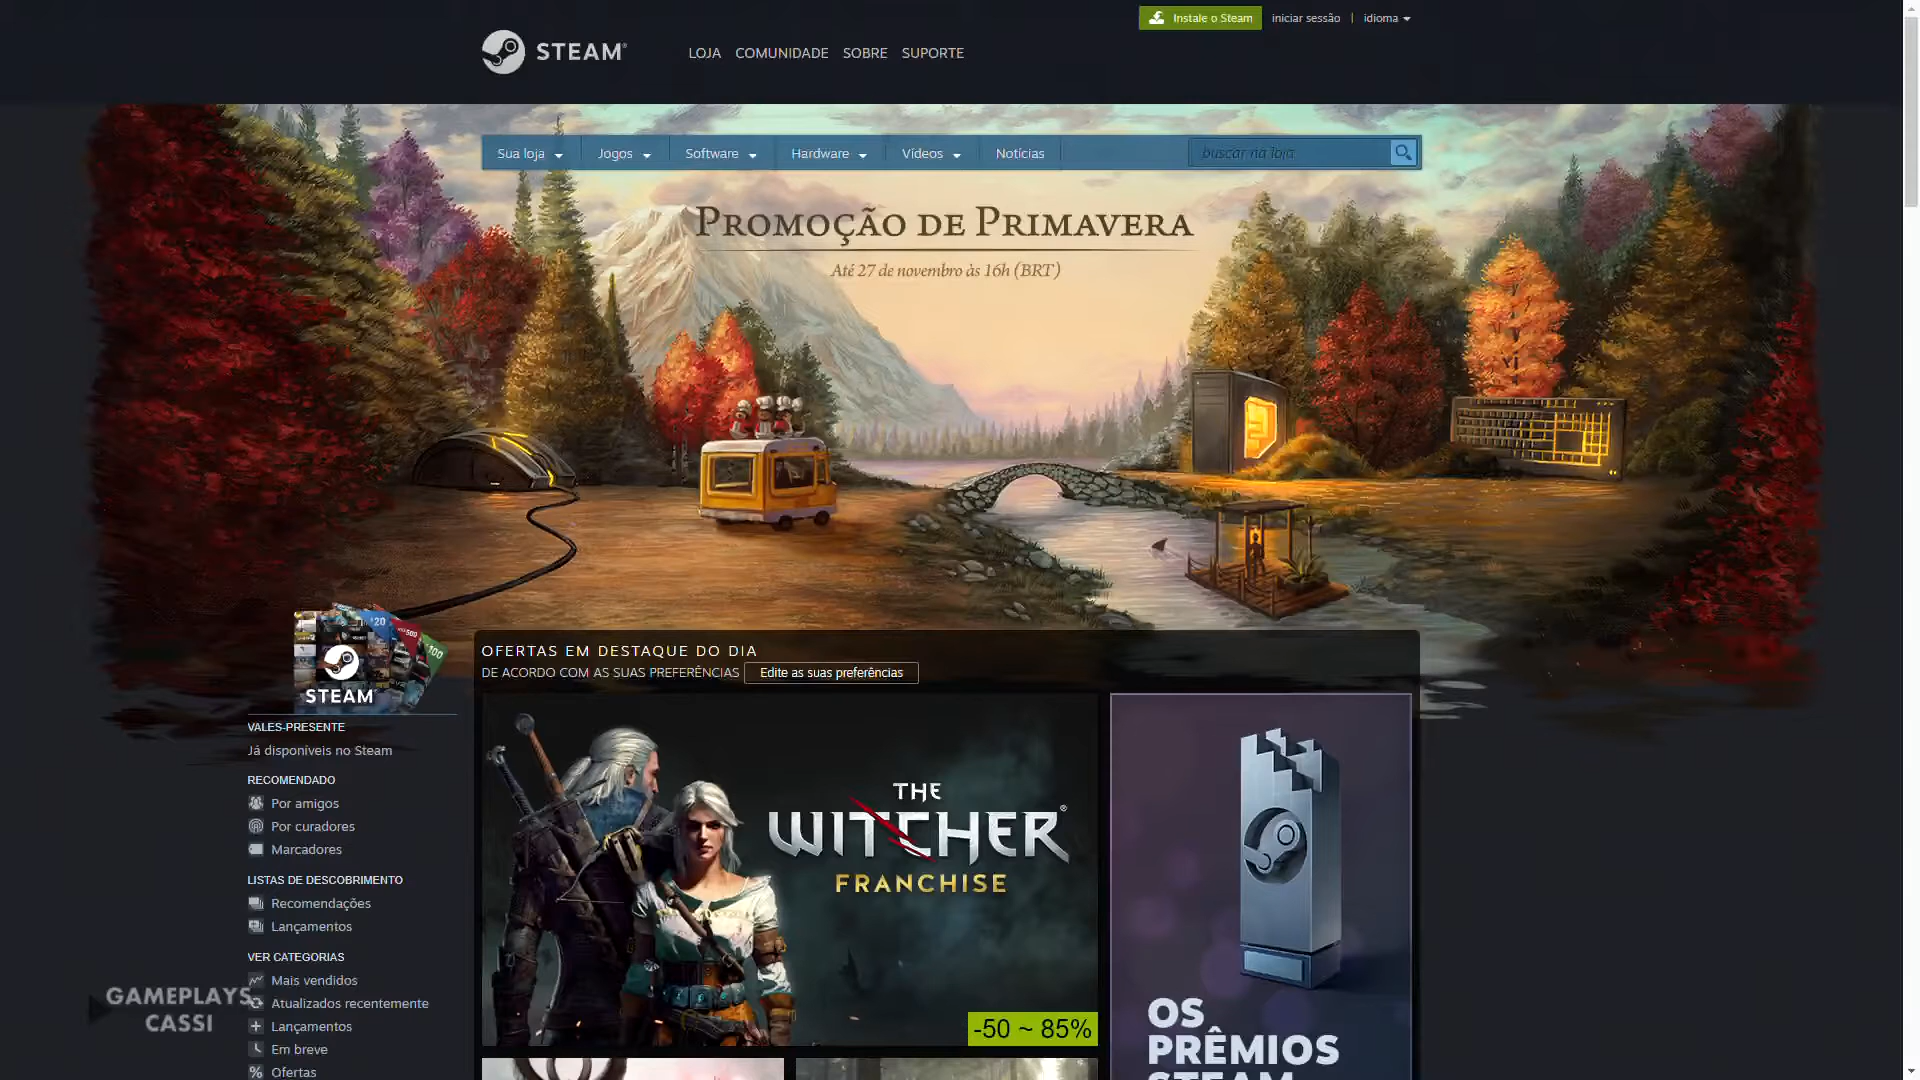 Instale o Steam
iniciar sessão | idioma
STEAM®
LOJA COMUNIDADE SOBRE SUPORTE
Sua loja Jogos Software Hardware Vídeos Notícias
buscar na loja
PROMOÇÃO DE PRIMAVERA
Até 27 de novembro às 16h (BRT)
120
500
100
STEAM
VALES-PRESENTE
Já disponíveis no Steam
RECOMENDADO
Por amigos
Por curadores
Marcadores
LISTAS DE DESCOBRIMENTO
Recomendações
Lançamentos
VER CATEGORIAS
Mais vendidos
Atualizados recentemente
Lançamentos
Em breve
Ofertas
GAMEPLAYS
CASSI
OFERTAS EM DESTAQUE DO DIA
DE ACORDO COM AS SUAS PREFERÊNCIAS Edite as suas preferências
THE
WITCHER®
FRANCHISE
-50 ~ 85%
OS
PRÊMIOS
STEAM